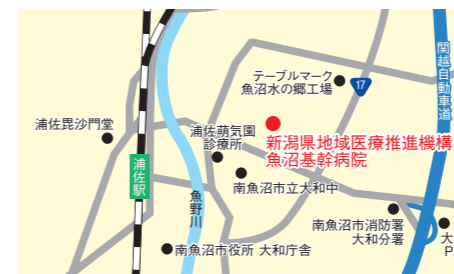 関越自動車道
テーブルマーク
魚沼水の郷工場
17
浦佐毘沙門堂
浦佐萌気園
診療所
新潟県地域医療推進機構
魚沼基幹病院
浦佐駅
南魚沼市立大和中
魚野川
南魚沼市消防署
大和分署
大
P
南魚沼市役所 大和庁舎